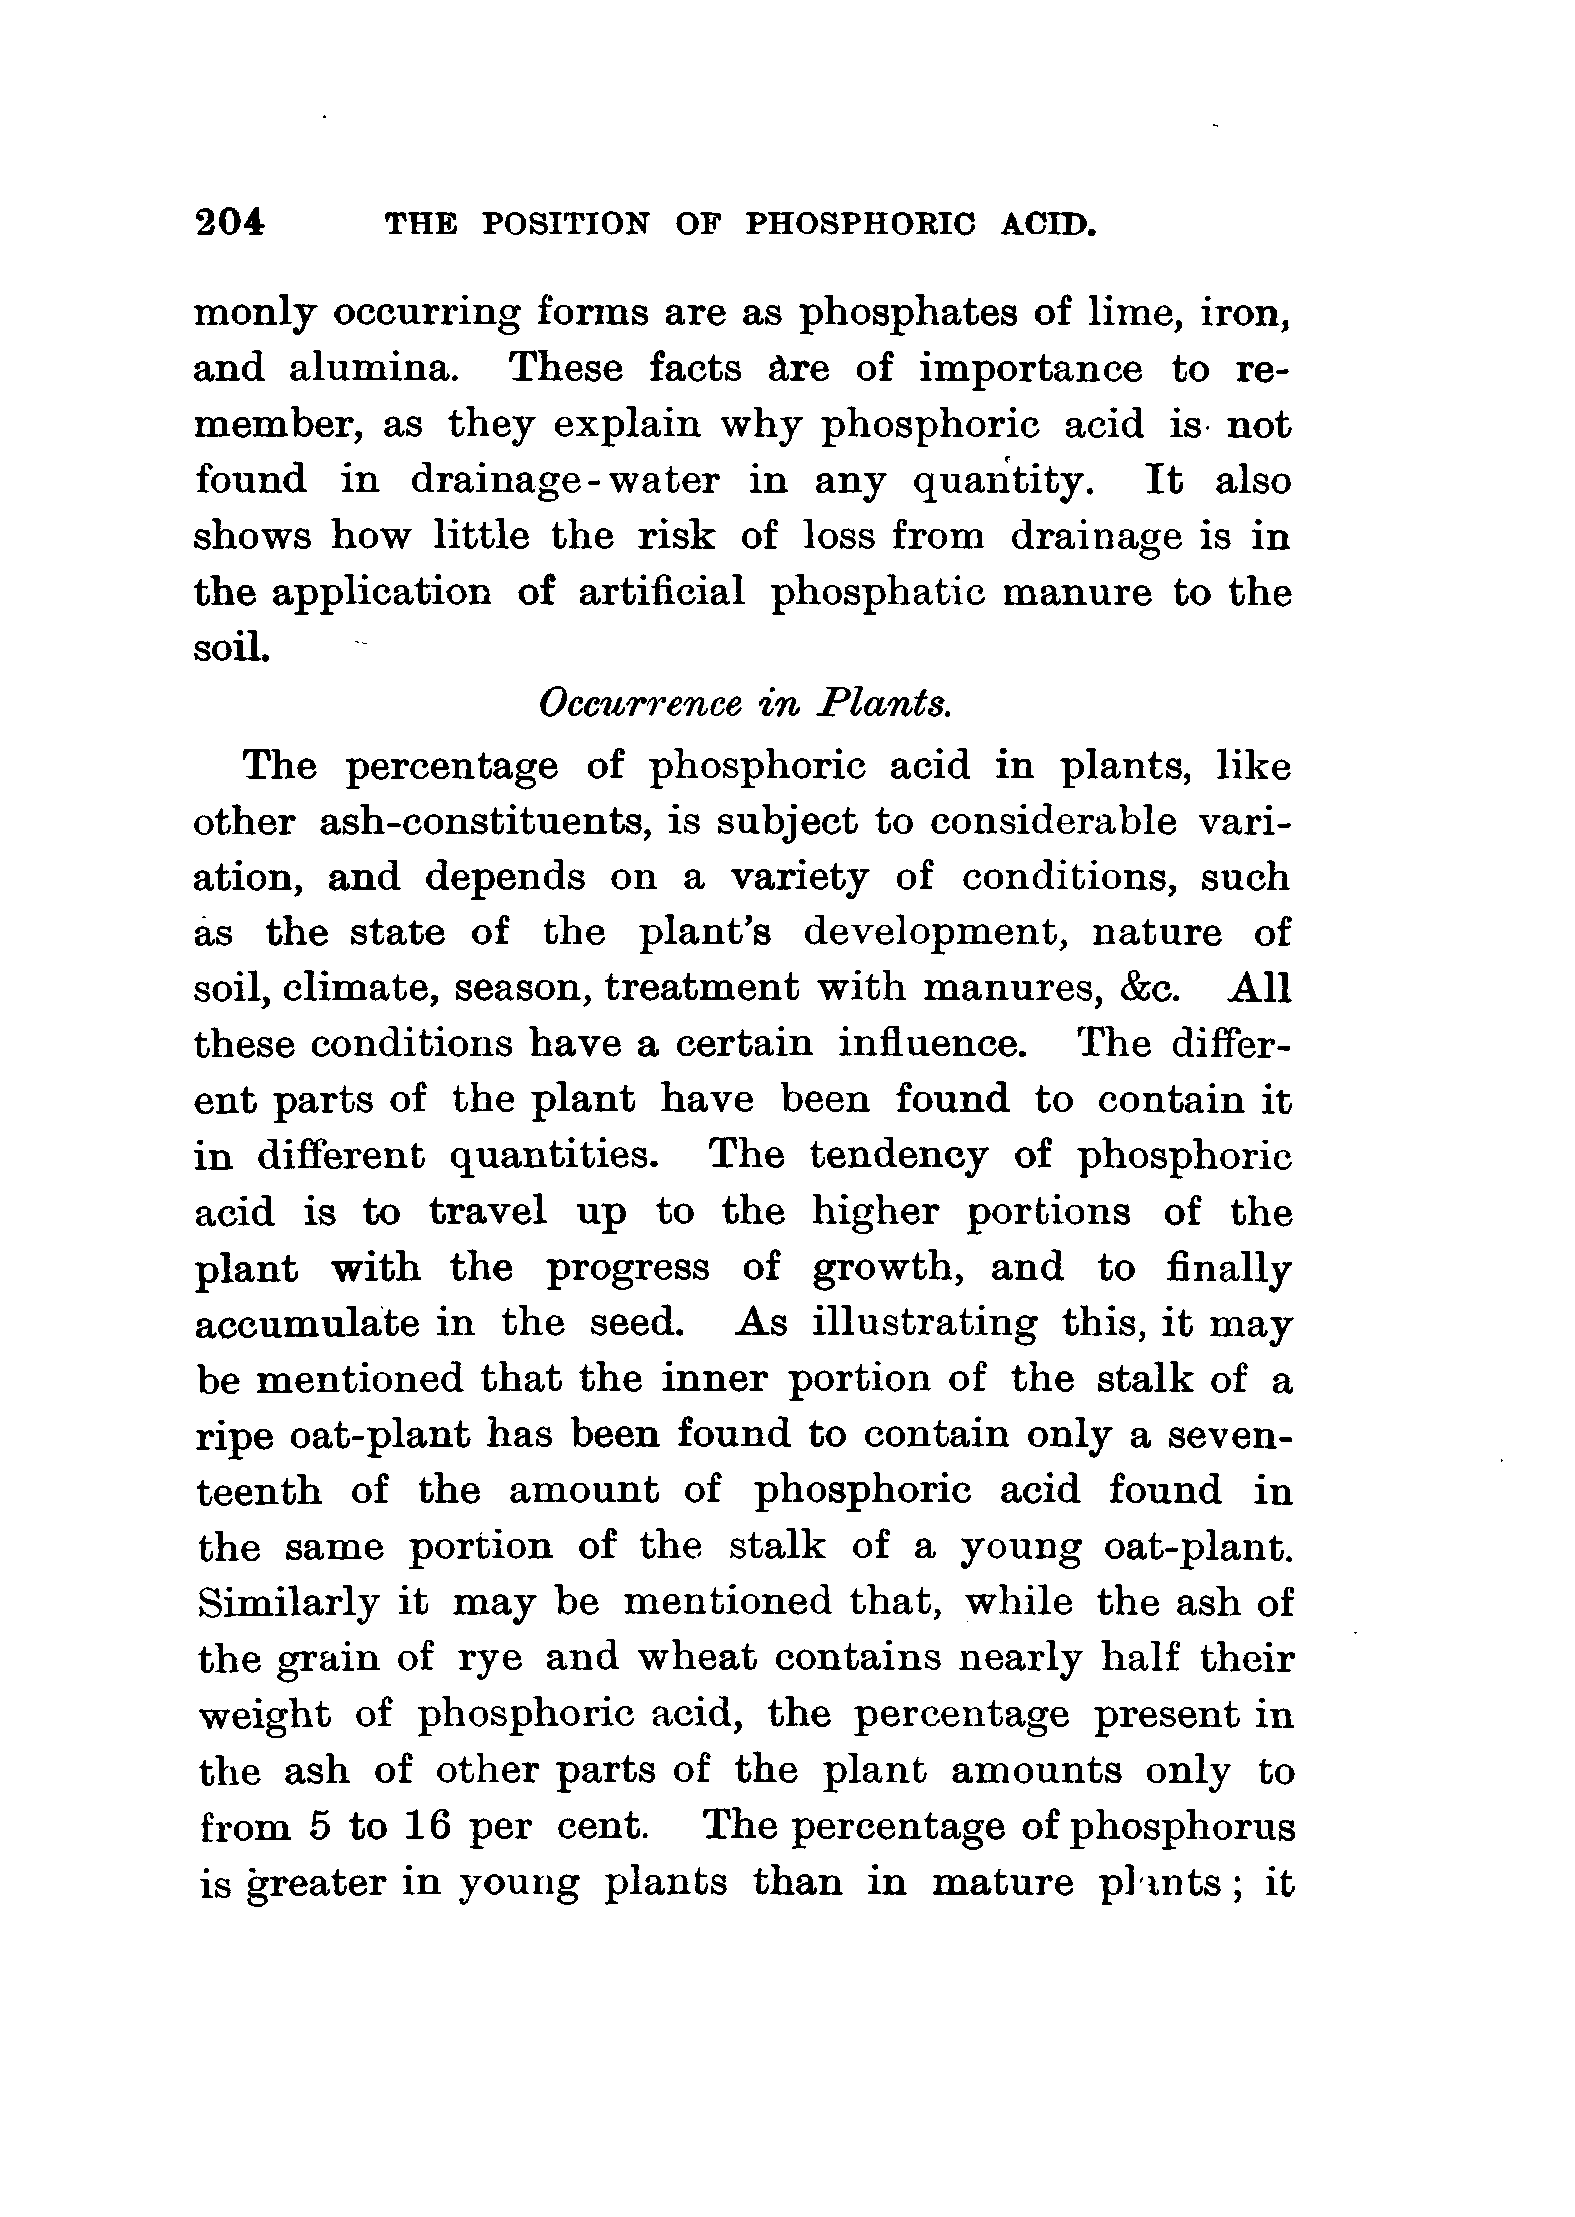 204 THE POSITION OF PHOSPHORIC ACID.
monly occurring forms are as phosphates of lime, iron,
and alumina. These facts are of importance to re-
member, as they explain why phosphoric acid is not
found in drainage-water in any quantity. It also
shows how little the risk of loss from drainage is in
the application of artificial phosphatic manure to the
soil.
Occurrence in Plants.
The percentage of phosphoric acid in plants, like
other ash-constituents, is subject to considerable vari-
ation, and depends on a variety of conditions, such
as the state of the plant's development, nature of
soil, climate, season, treatment with manures, &c. All
these conditions have a certain influence. The differ-
ent parts of the plant have been found to contain it
in different quantities. The tendency of phosphoric
acid is to travel up to the higher portions of the
plant with the progress of growth, and to finally
accumulate in the seed. As illustrating this, it may
be mentioned that the inner portion of the stalk of a
ripe oat-plant has been found to contain only a seven-
teenth of the amount of phosphoric acid found in
the same portion of the stalk of a young oat-plant.
Similarly it may be mentioned that, while the ash of
the grain of rye and wheat contains nearly half their
weight of phosphoric acid, the percentage present in
the ash of other parts of the plant amounts only to
from 5 to 16 per cent. The percentage of phosphorus
is greater in young plants than in mature plants; it